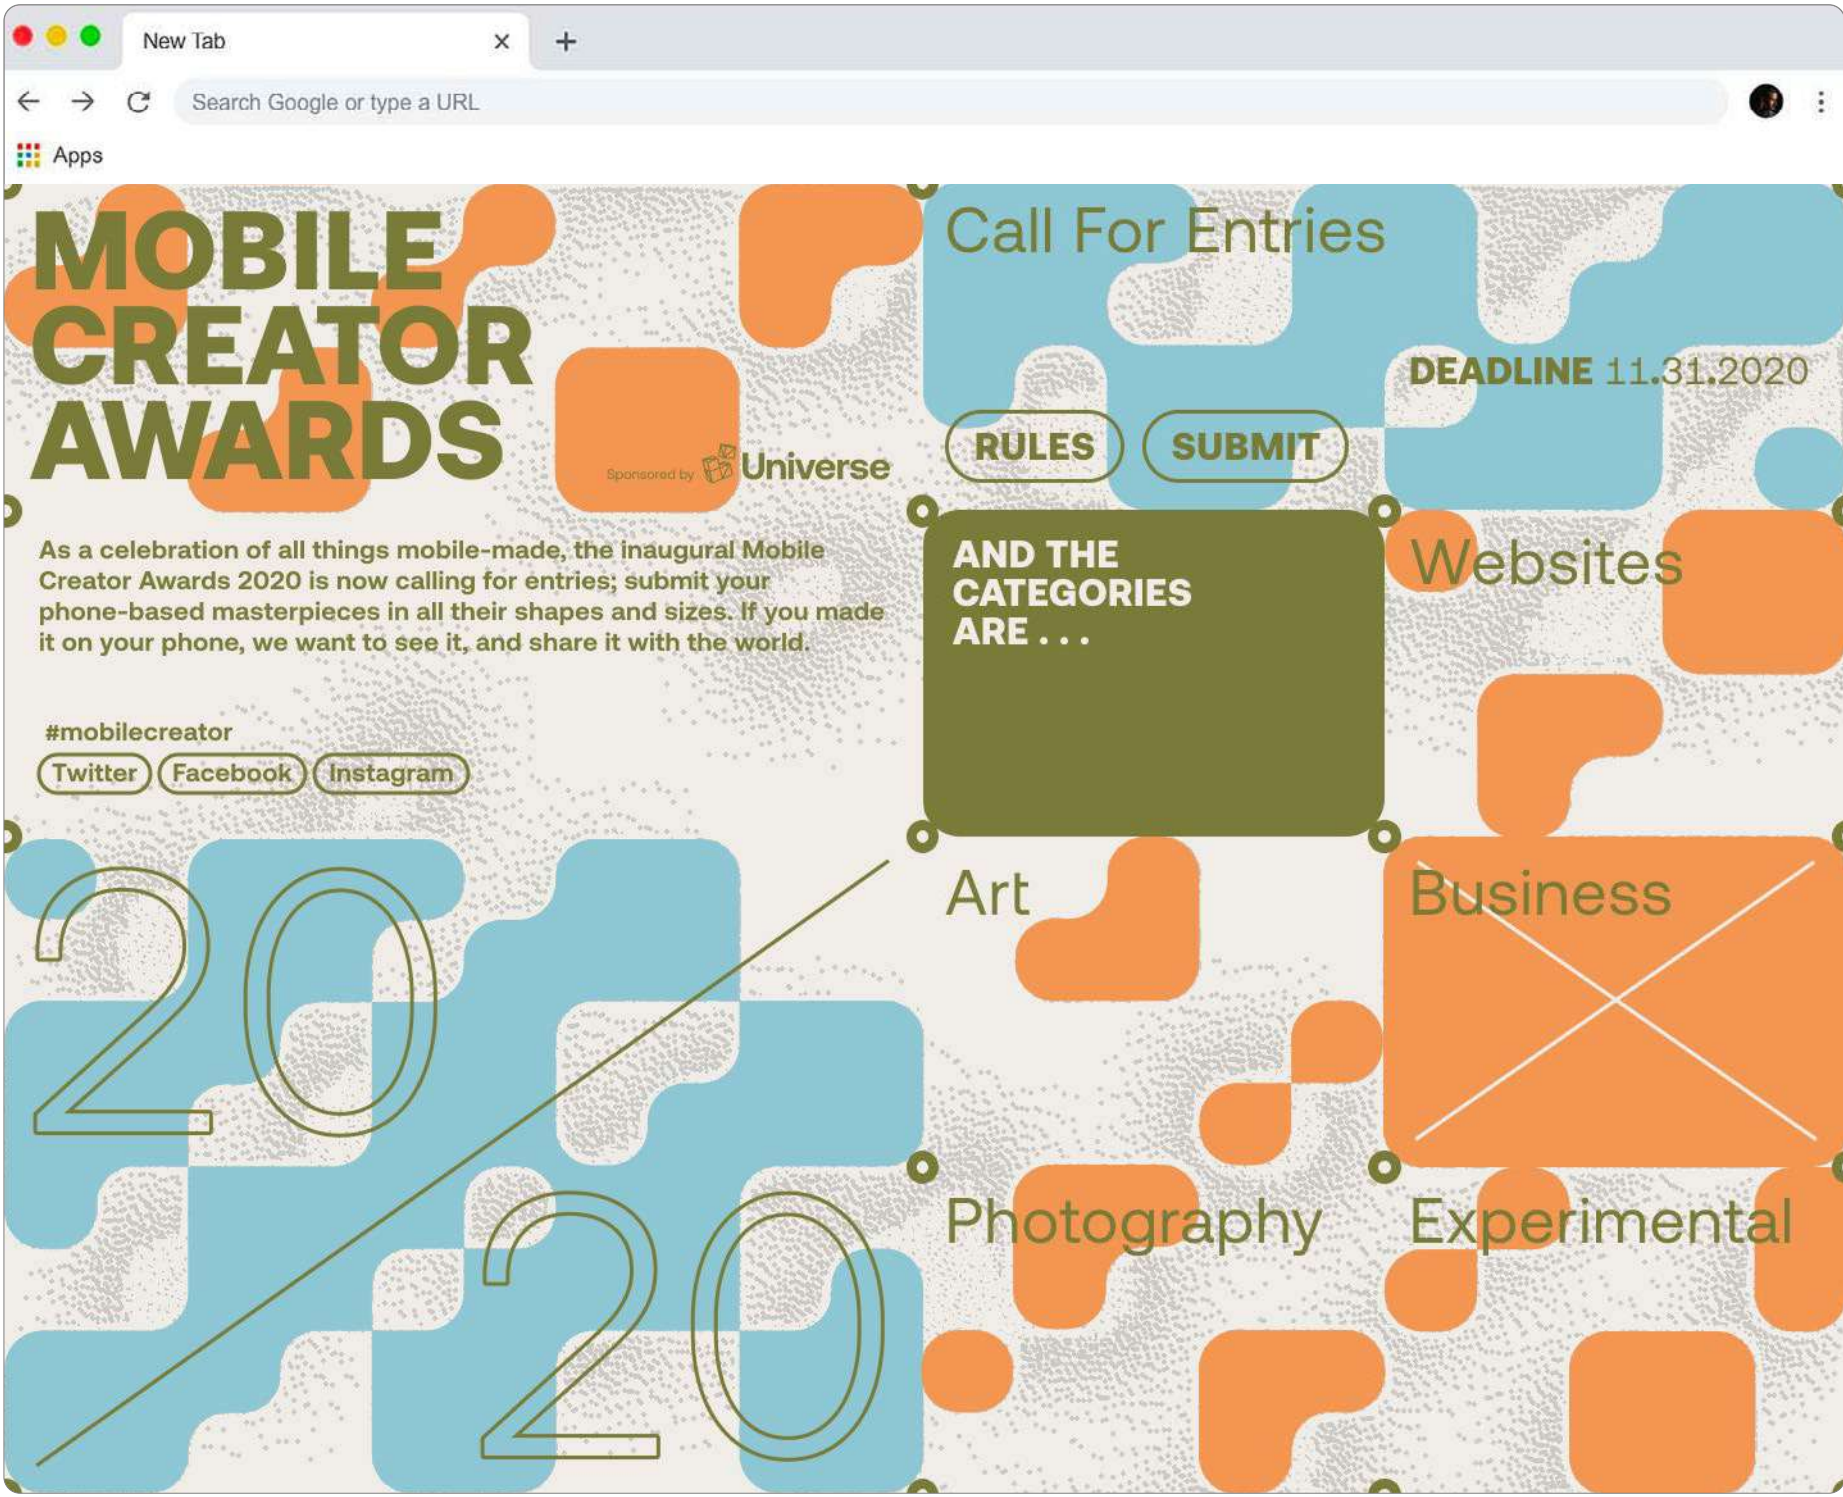 New Tab
Search Google or type a URL
Apps
MOBILE
CREATOR
AWARDS
Sponsored by Universe
Call For Entries
DEADLINE 11.31.2020
RULES SUBMIT
As a celebration of all things mobile-made, the inaugural Mobile
Creator Awards 2020 is now calling for entries; submit your
phone-based masterpieces in all their shapes and sizes. If you made
it on your phone, we want to see it, and share it with the world.
#mobilecreator
Twitter Facebook Instagram
AND THE
CATEGORIES
ARE . . .
Websites
20
20
Art
Business
Photography
Experimental